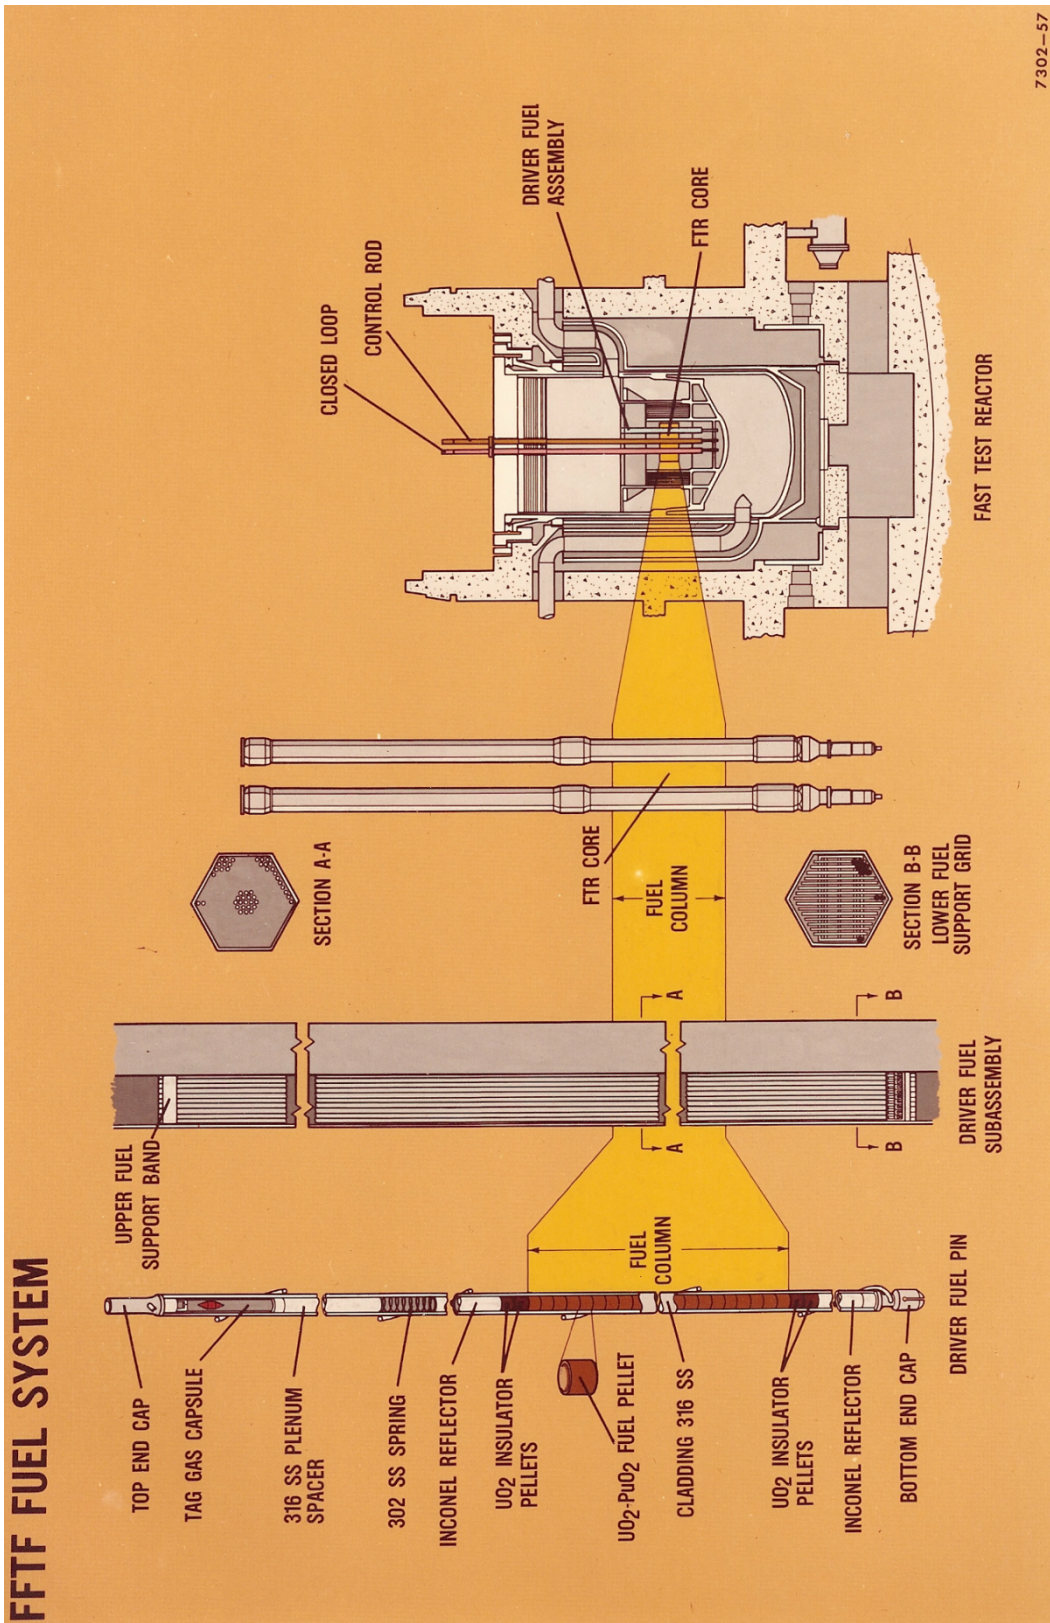 FFTF FUEL SYSTEM
TOP END CAP
TAG GAS CAPSULE
316 SS PLENUM
SPACER
302 SS SPRING
INCONEL REFLECTOR
UO2 INSULATOR
PELLETS
UO2-PuO2 FUEL PELLET
CLADDING 316 SS
UO2 INSULATOR
PELLETS
INCONEL REFLECTOR
BOTTOM END CAP
FUEL
COLUMN
DRIVER FUEL PIN
UPPER FUEL
SUPPORT BAND
A
A
B
B
DRIVER FUEL
SUBASSEMBLY
SECTION A-A
FTR CORE
FUEL
COLUMN
SECTION B-B
LOWER FUEL
SUPPORT GRID
CLOSED LOOP
CONTROL ROD
DRIVER FUEL
ASSEMBLY
FTR CORE
FAST TEST REACTOR
7302-57